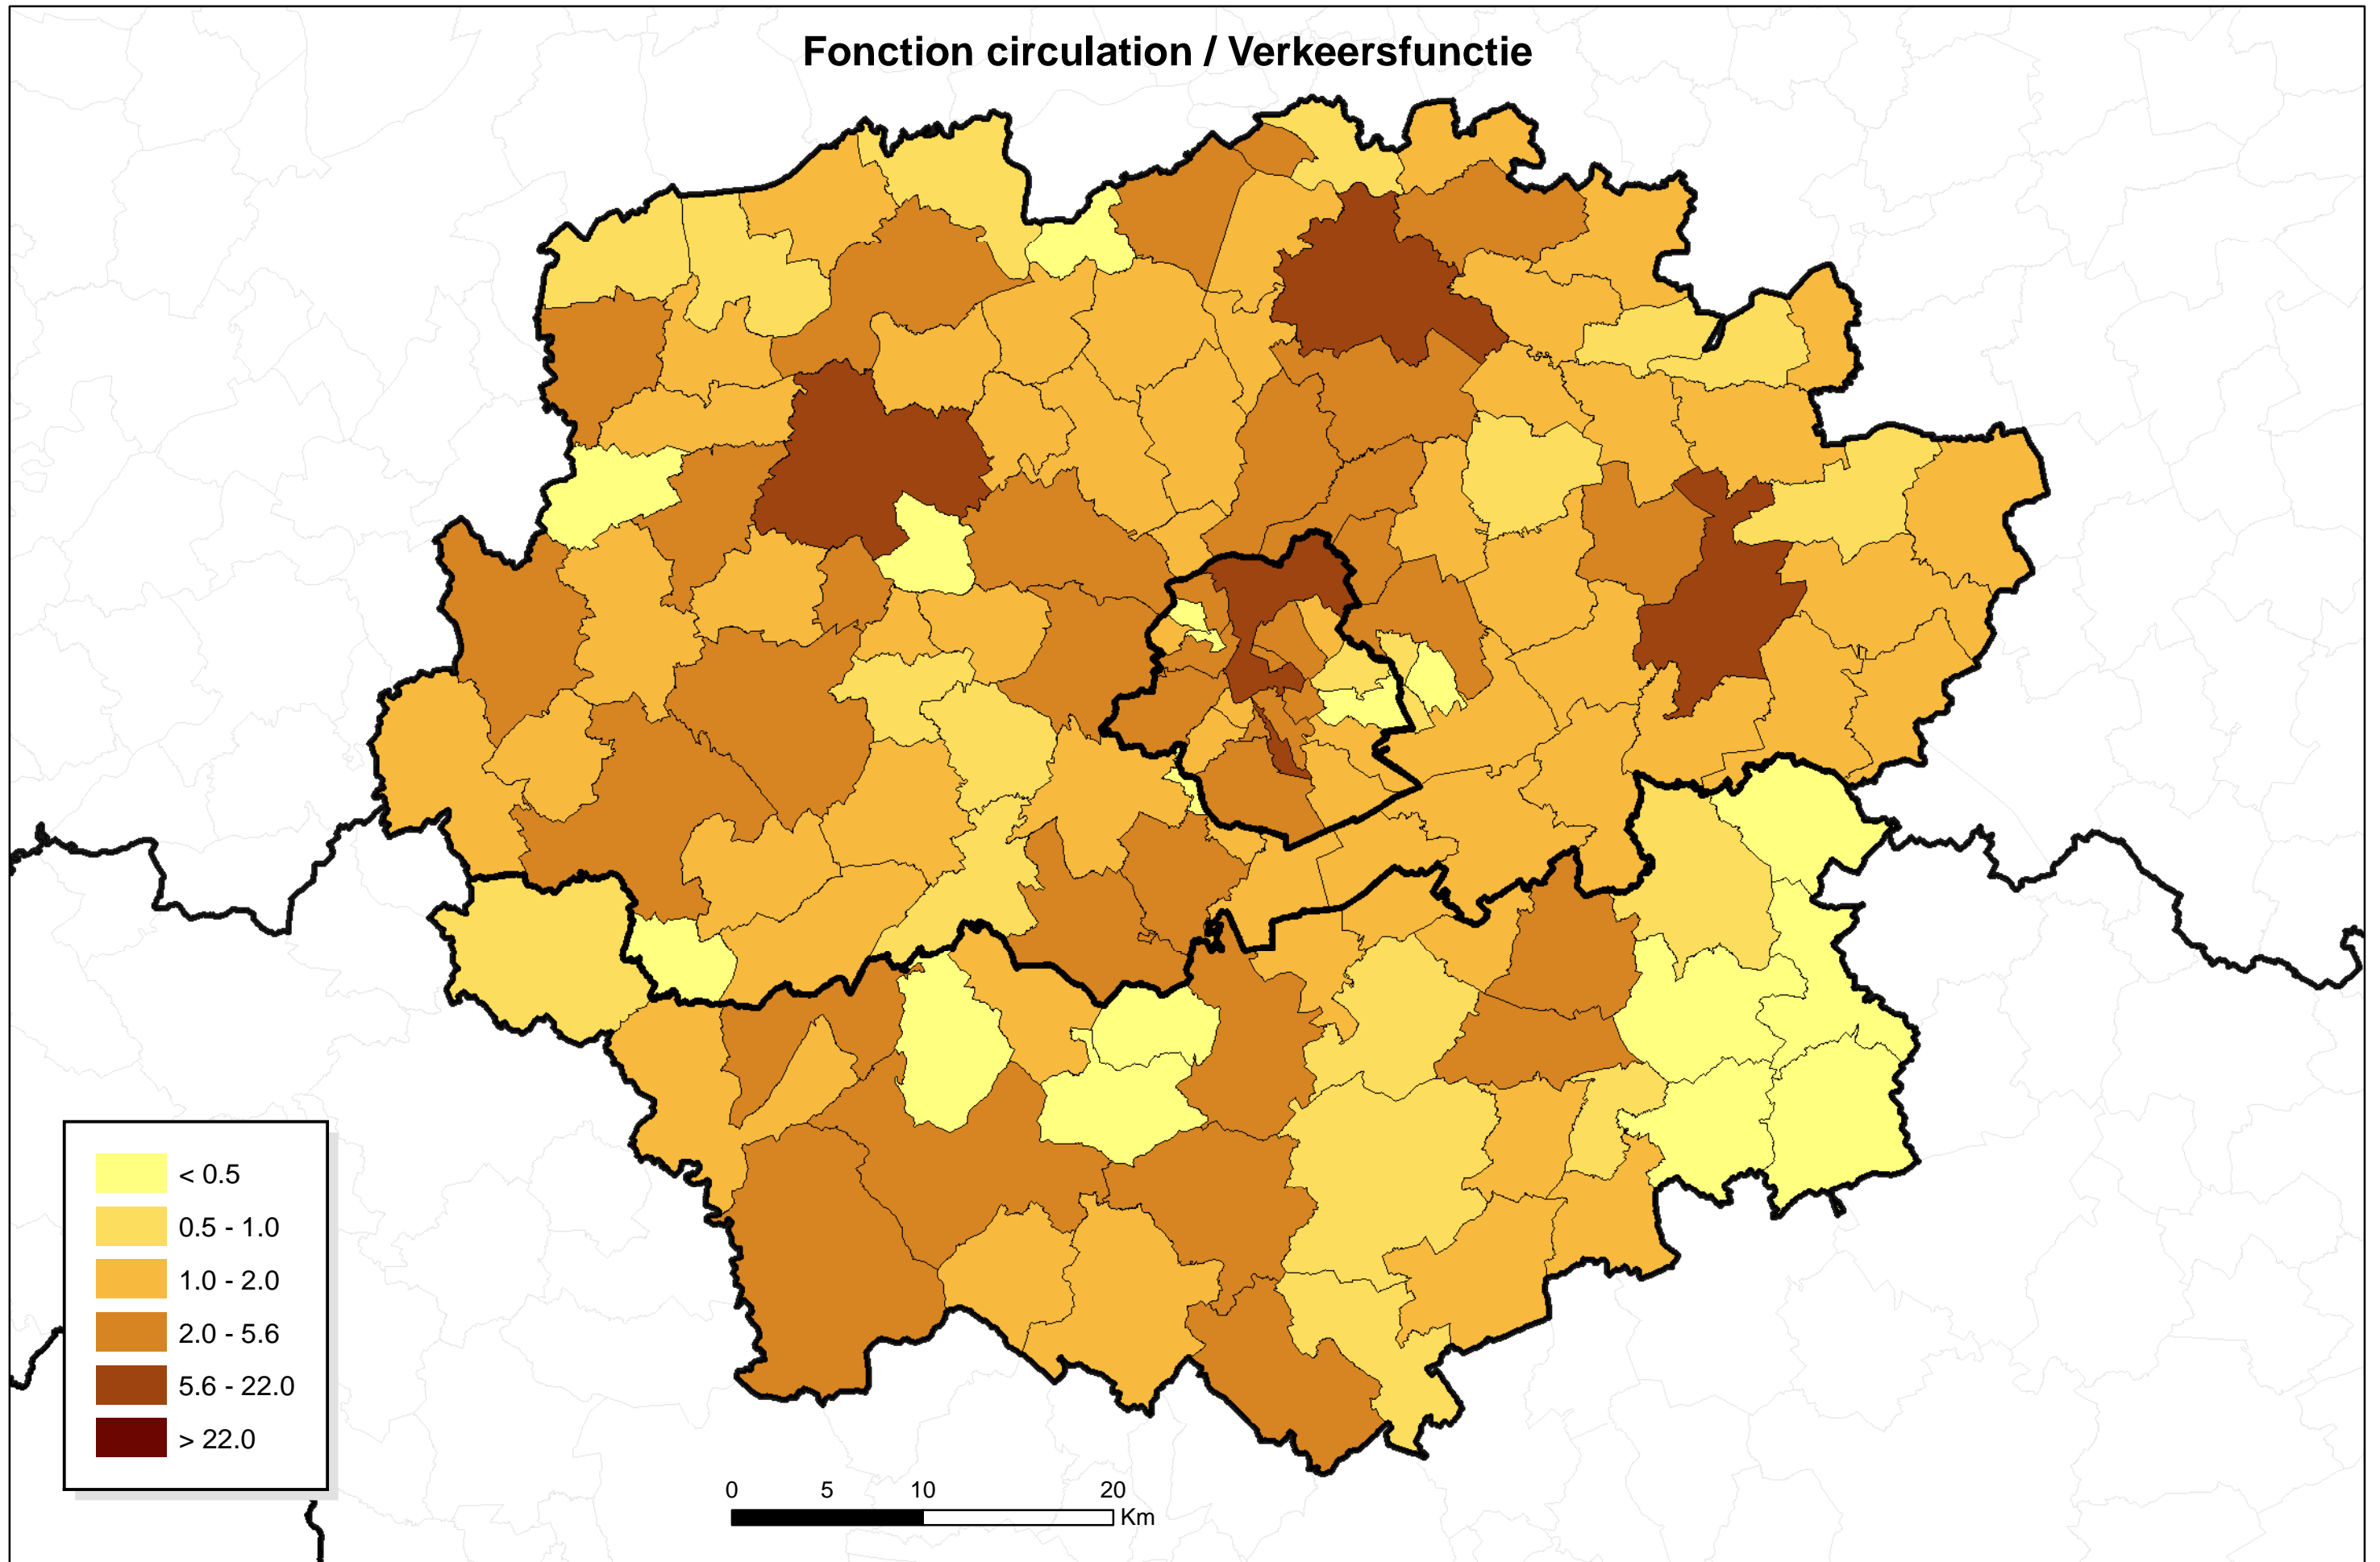 Fonction circulation / Verkeersfunctie
< 0.5
0.5 - 1.0
1.0 - 2.0
2.0 - 5.6
5.6 - 22.0
> 22.0
0 5 10 20
Km